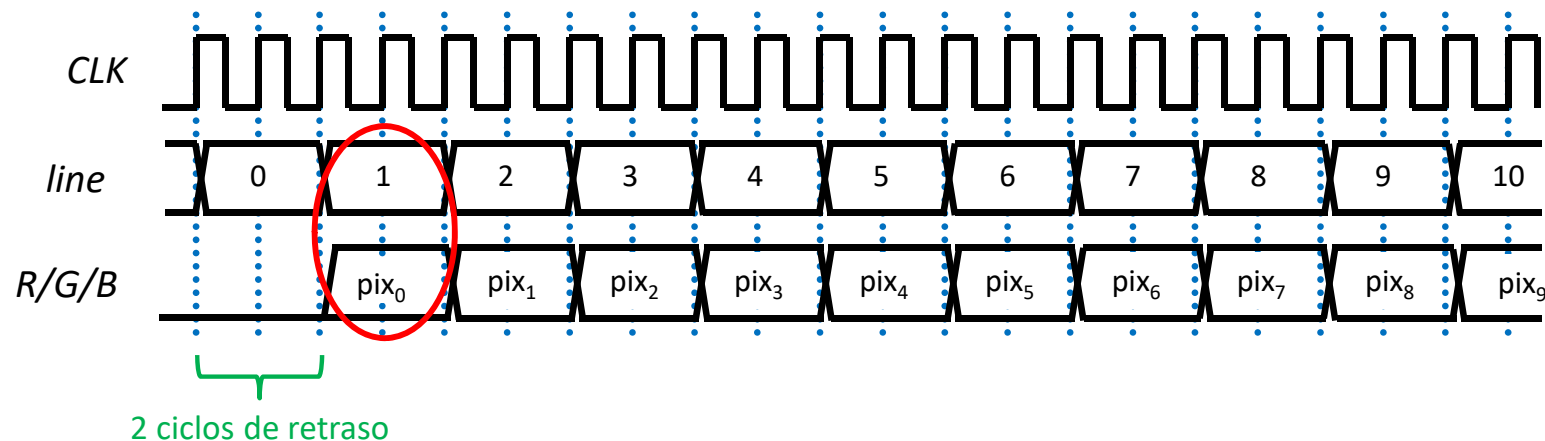 CLK
line 0 1 2 3 4 5 6 7 8 9 10
R/G/B pix₀ pix₁ pix₂ pix₃ pix₄ pix₅ pix₆ pix₇ pix₈ pix₉
2 ciclos de retraso